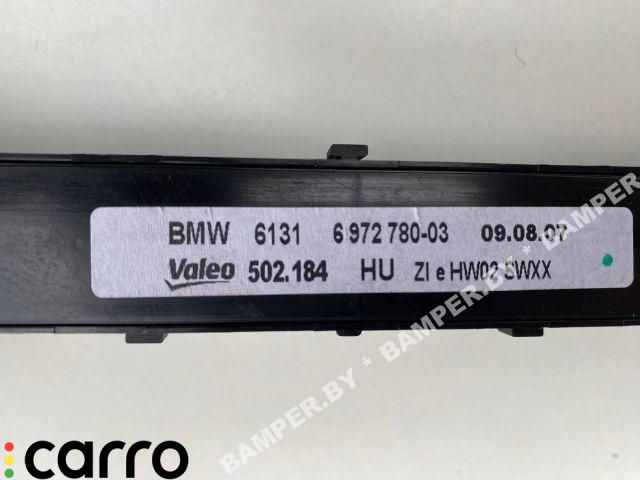 BMW 6131 6 972 780-03 09.08.07
Valeo 502.184 HU ZI e HW02 SWXX
BAMPER.BY * BAMPER.BY * BAMPER.BY
carro